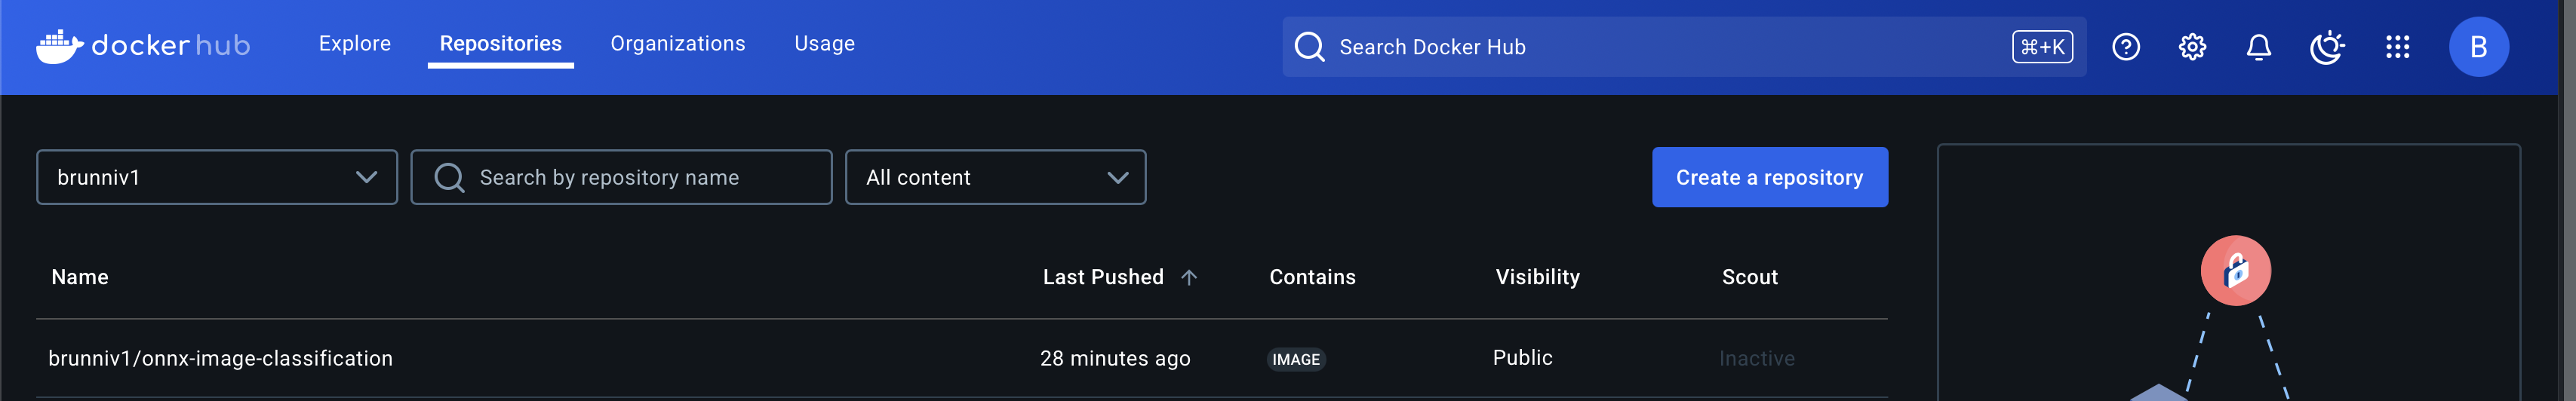 docker hub Explore Repositories Organizations Usage Search Docker Hub ⌘+K B
brunniv1 Search by repository name All content Create a repository
Name Last Pushed Contains Visibility Scout
brunniv1/onnx-image-classification 28 minutes ago IMAGE Public Inactive